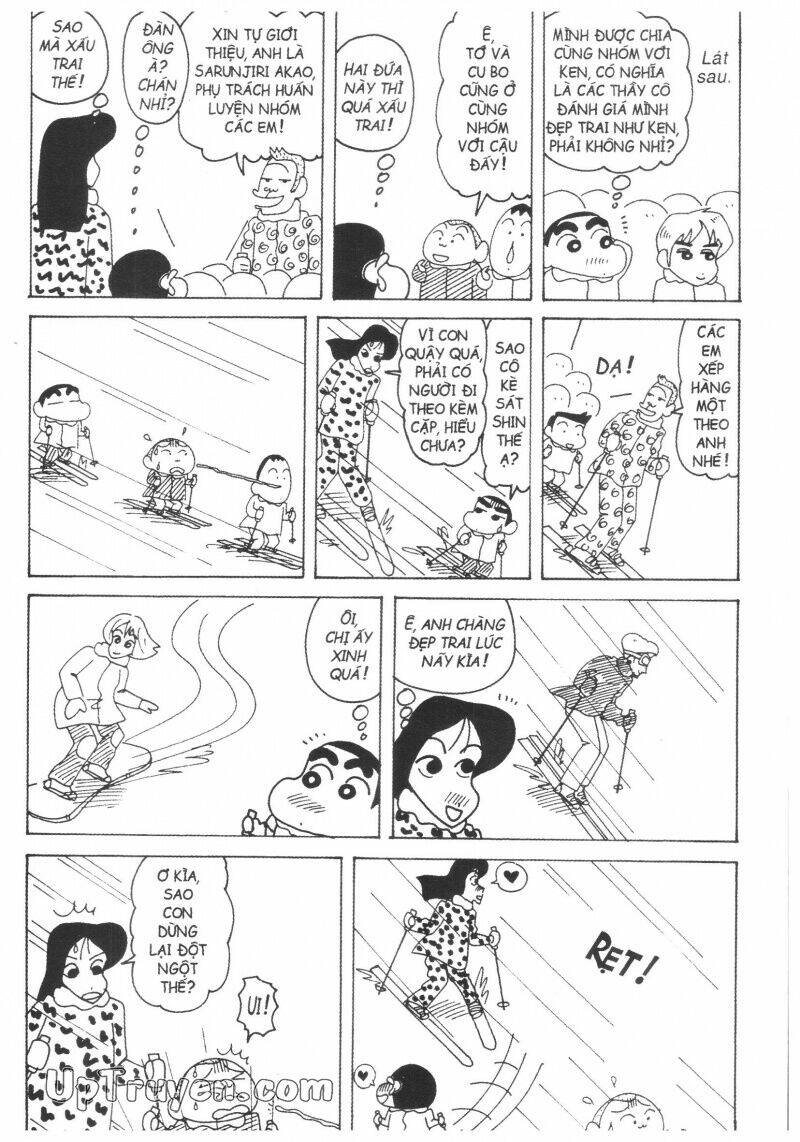 Lát
sau.
MÌNH ĐƯỢC CHIA
CÙNG NHÓM VỚI
KEN, CÓ NGHĨA
LÀ CÁC THẦY CÔ
ĐÁNH GIÁ MÌNH
ĐẸP TRAI NHƯ KEN,
PHẢI KHÔNG NHỈ?
Ê,
TỚ VÀ
CU BO
CŨNG Ở
CÙNG
NHÓM
VỚI CẬU
ĐẤY!
HAI ĐỨA
NÀY THÌ
QUÁ XẤU
TRAI!
XIN TỰ GIỚI
THIỆU, ANH LÀ
SARUNJIRI AKAO,
PHỤ TRÁCH HUẤN
LUYỆN NHÓM
CÁC EM!
ĐÀN
ÔNG
À?
CHÁN
NHỈ?
SAO
MÀ XẤU
TRAI
THẾ!
CÁC
EM
XẾP
HÀNG
MỘT
THEO
ANH
NHÉ!
DẠ!
SAO
CÔ
KÈ
SÁT
SHIN
THẾ
Ạ?
VÌ CON
QUẬY QUÁ,
PHẢI CÓ
NGƯỜI ĐI
THEO KÈM
CẶP, HIỂU
CHƯA?
Ê, ANH CHÀNG
ĐẸP TRAI LÚC
NÃY KÌA!
ÔI,
CHỊ ẤY
XINH
QUÁ!
RẸT!
Ơ KÌA,
SAO
CON
DỪNG
LẠI ĐỘT
NGỘT
THẾ?
UI!
UpTruyen.com